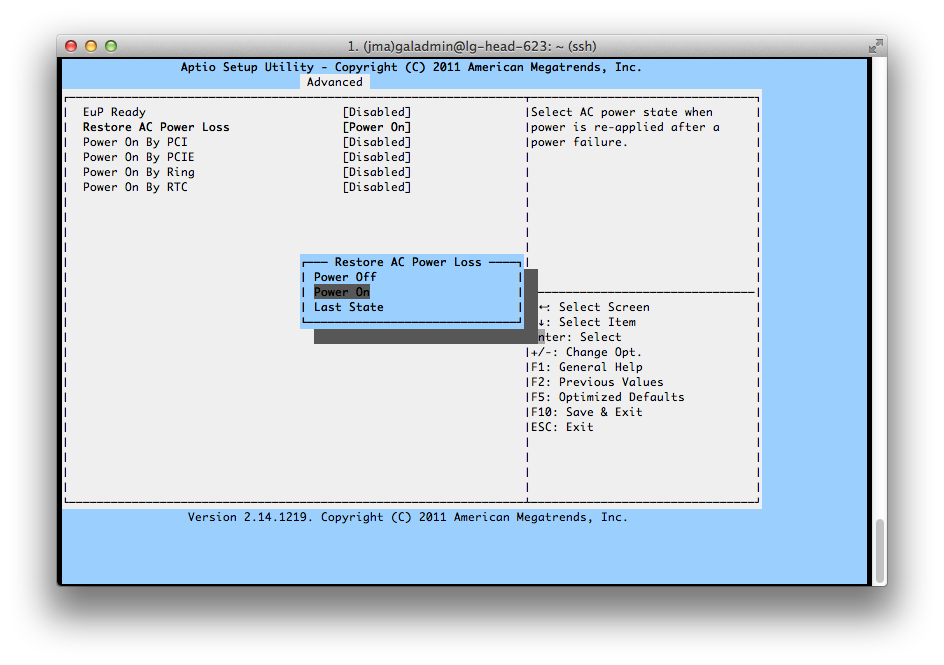 1. (jma)galadmin@lg-head-623: ~ (ssh)
Aptio Setup Utility - Copyright (C) 2011 American Megatrends, Inc.
Advanced
EuP Ready [Disabled]
Restore AC Power Loss [Power On]
Power On By PCI [Disabled]
Power On By PCIE [Disabled]
Power On By Ring [Disabled]
Power On By RTC [Disabled]
Select AC power state when
power is re-applied after a
power failure.
Restore AC Power Loss
Power Off
Power On
Last State
←: Select Screen
↓: Select Item
nter: Select
+/-: Change Opt.
F1: General Help
F2: Previous Values
F5: Optimized Defaults
F10: Save & Exit
ESC: Exit
Version 2.14.1219. Copyright (C) 2011 American Megatrends, Inc.